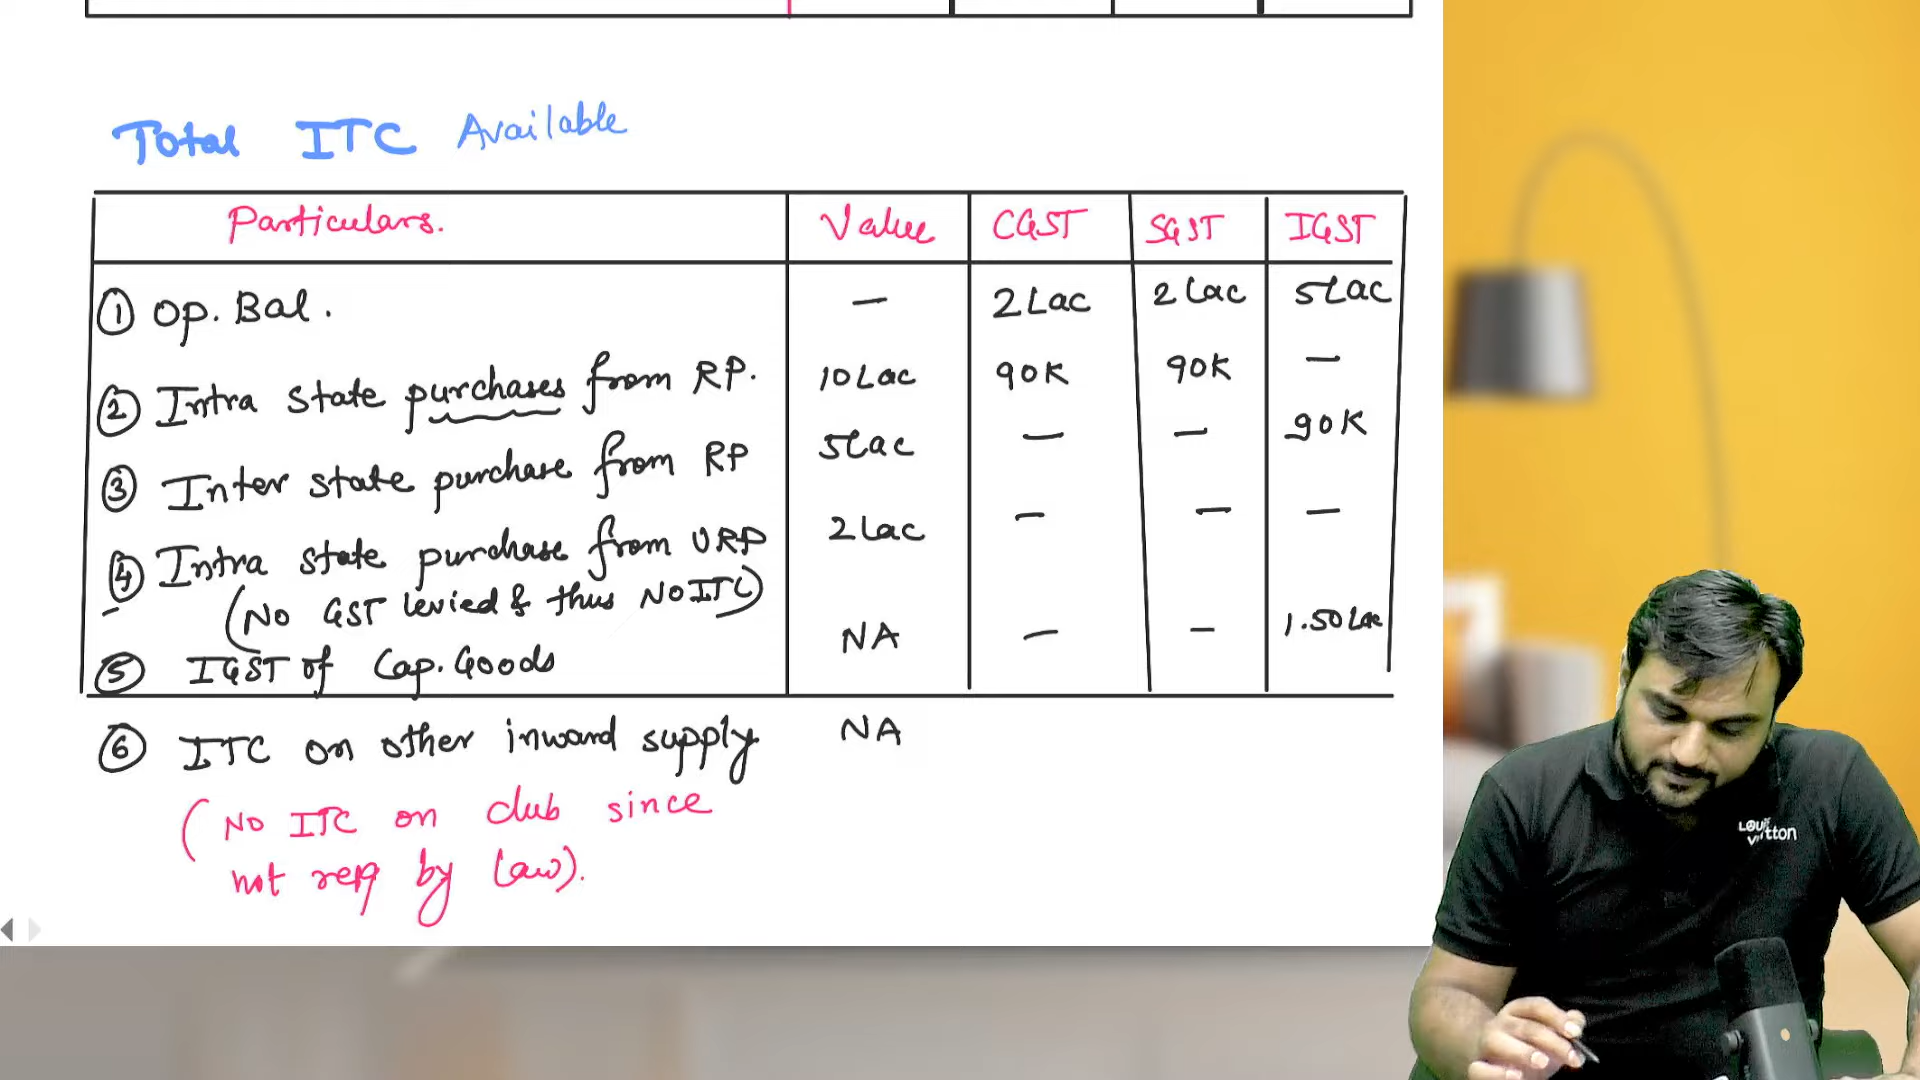 Total ITC Available
Particulars. Value CGST SGST IGST
① Op. Bal. — 2 Lac 2 Lac 5 Lac
② Intra state purchases from RP. 10 Lac 90K 90K —
③ Inter state purchase from RP 5 Lac — — 90K
④ Intra state purchase from URP 2 Lac — — —
(No GST levied & thus NO ITC)
⑤ IGST of Cap. Goods NA — — 1.50 Lac
⑥ ITC on other inward supply NA
(No ITC on club since
not req by Law).
LOUIS
VUITTON